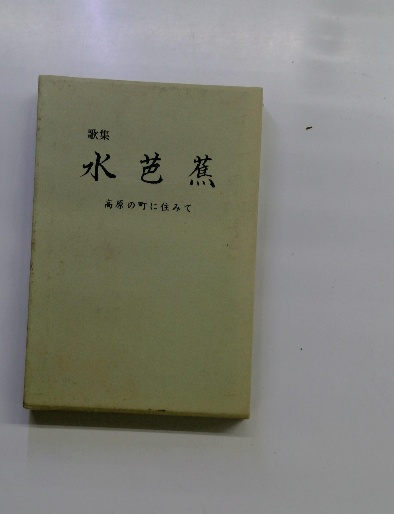 歌集
水芭蕉
高原の町に住みて